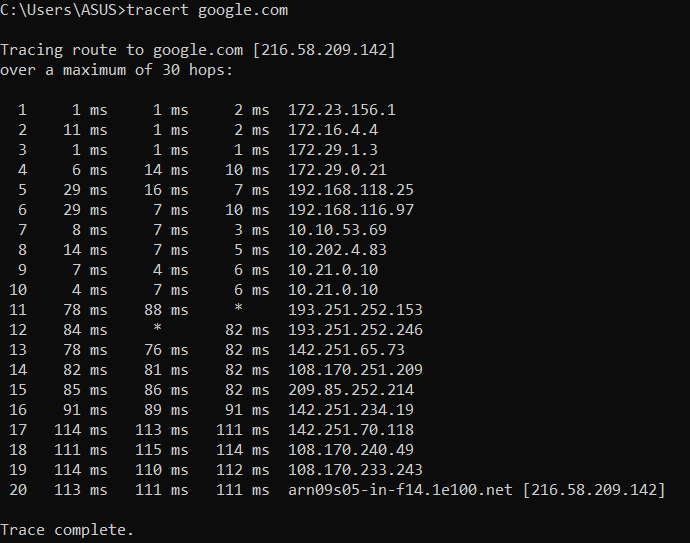 C:\Users\ASUS>tracert google.com
Tracing route to google.com [216.58.209.142]
over a maximum of 30 hops:
1 1 ms 1 ms 2 ms 172.23.156.1
2 11 ms 1 ms 2 ms 172.16.4.4
3 1 ms 1 ms 1 ms 172.29.1.3
4 6 ms 14 ms 10 ms 172.29.0.21
5 29 ms 16 ms 7 ms 192.168.118.25
6 29 ms 7 ms 10 ms 192.168.116.97
7 8 ms 7 ms 3 ms 10.10.53.69
8 14 ms 7 ms 5 ms 10.202.4.83
9 7 ms 4 ms 6 ms 10.21.0.10
10 4 ms 7 ms 6 ms 10.21.0.10
11 78 ms 88 ms * 193.251.252.153
12 84 ms * 82 ms 193.251.252.246
13 78 ms 76 ms 82 ms 142.251.65.73
14 82 ms 81 ms 82 ms 108.170.251.209
15 85 ms 86 ms 82 ms 209.85.252.214
16 91 ms 89 ms 91 ms 142.251.234.19
17 114 ms 113 ms 111 ms 142.251.70.118
18 111 ms 115 ms 114 ms 108.170.240.49
19 114 ms 110 ms 112 ms 108.170.233.243
20 113 ms 111 ms 111 ms arn09s05-in-f14.1e100.net [216.58.209.142]
Trace complete.